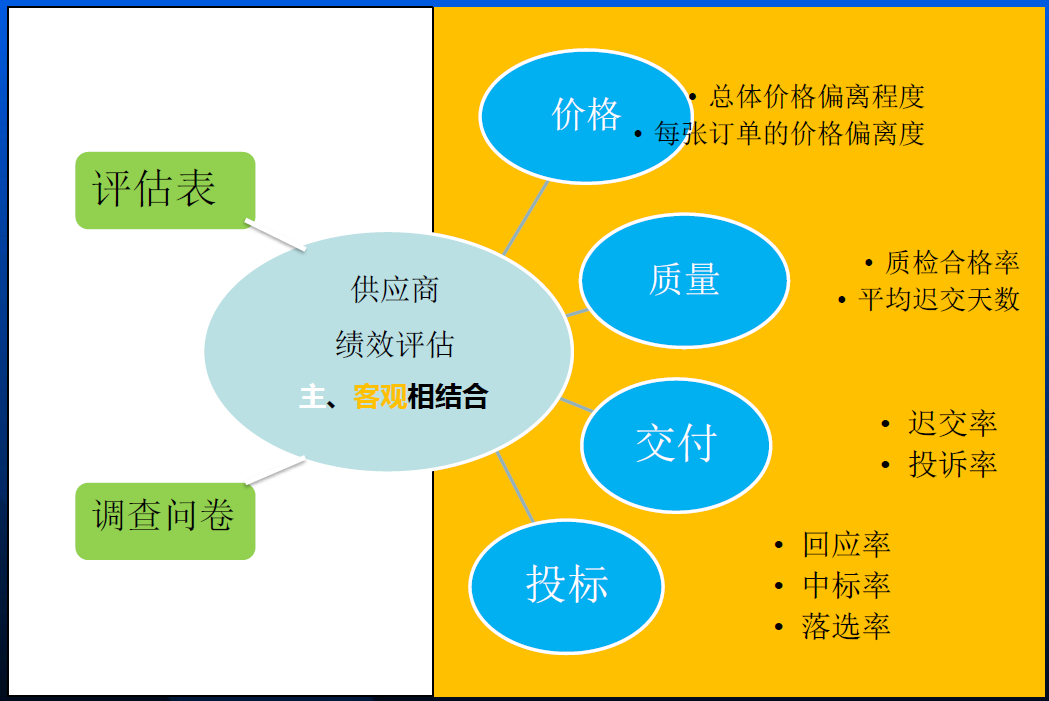 评估表
供应商
绩效评估
主、客观相结合
调查问卷
价格
• 总体价格偏离程度
• 每张订单的价格偏离度
质量
• 质检合格率
• 平均迟交天数
交付
• 迟交率
• 投诉率
投标
• 回应率
• 中标率
• 落选率